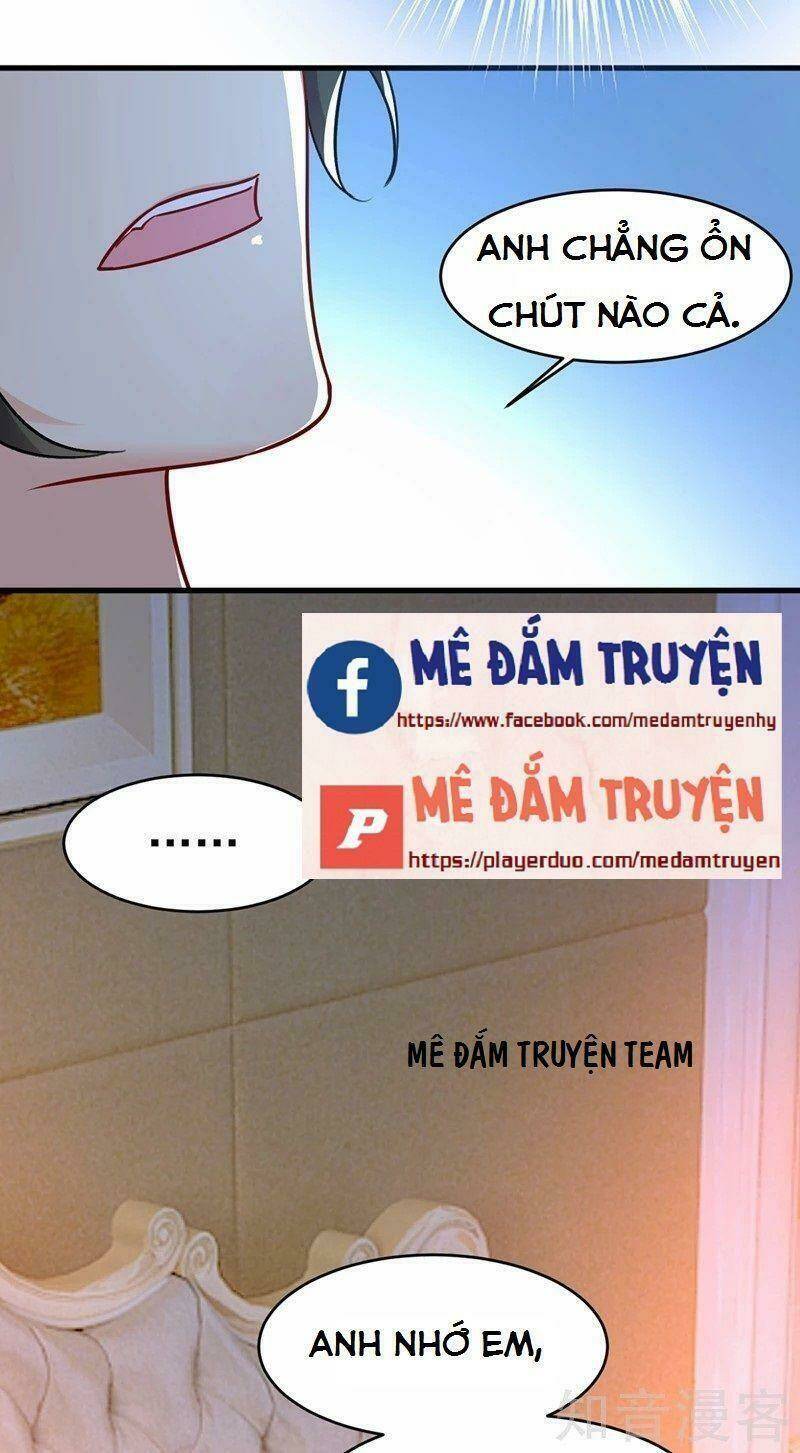 ANH CHẲNG ỔN
CHÚT NÀO CẢ.
MÊ ĐẮM TRUYỆN
https://www.facebook.com/medamtruyenhy
MÊ ĐẮM TRUYỆN
https://playerduo.com/medamtruyen
......
MÊ ĐẮM TRUYỆN TEAM
ANH NHỚ EM,
知音漫客